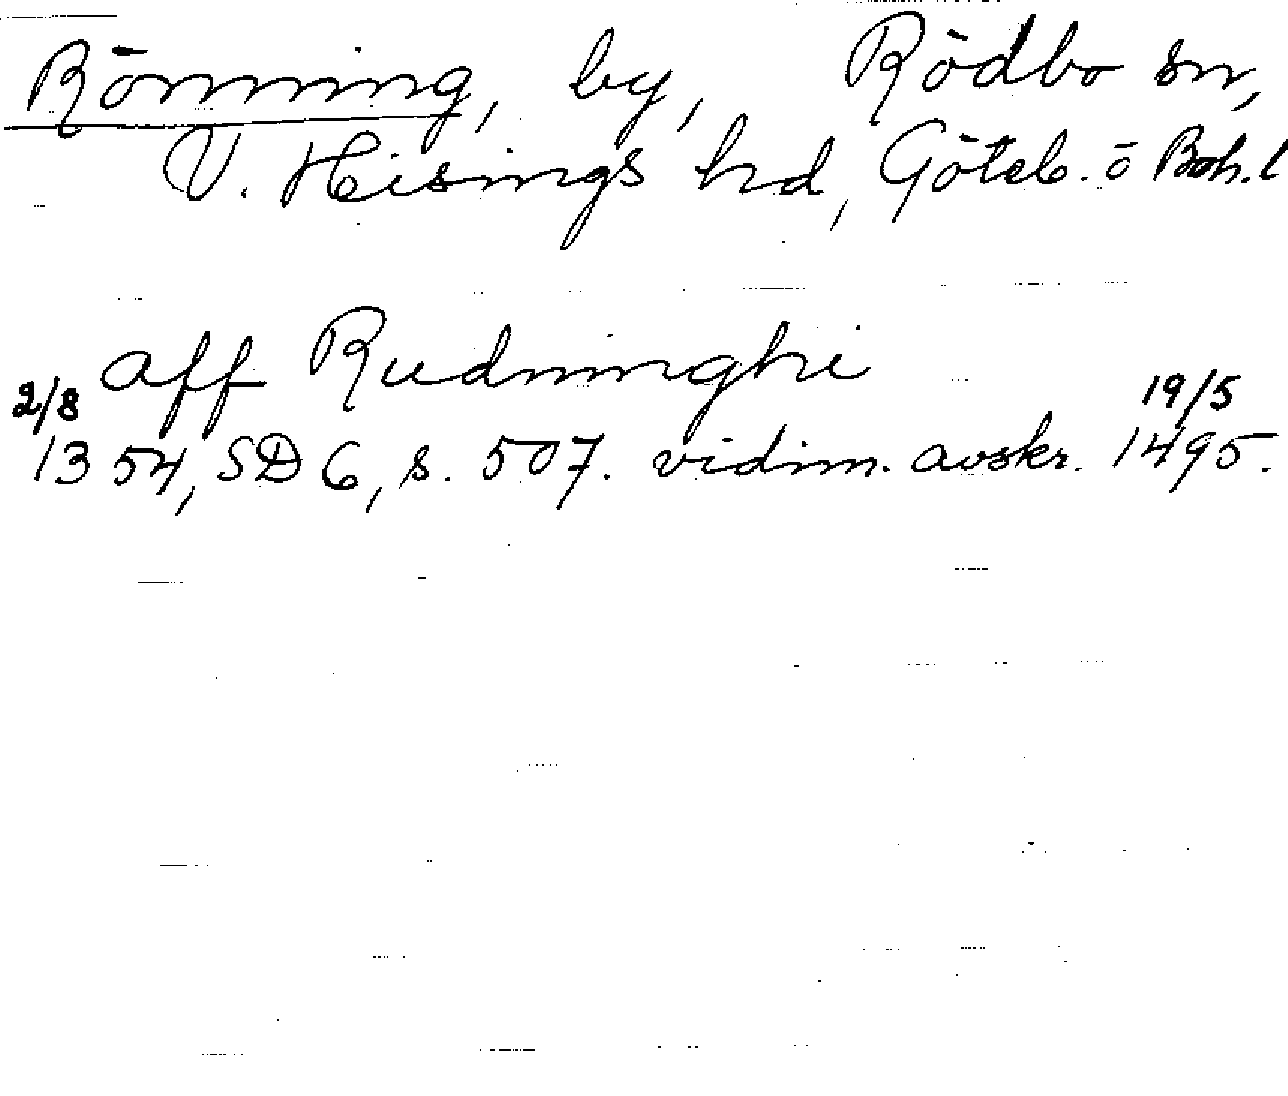 Rönning, by, Rödbo sn,
V. Hisings hd, Göteb. o Boh. l
aff Rudninghi
2/8 19/5
1354, SD 6, s. 507. vidim. avskr. 1495.